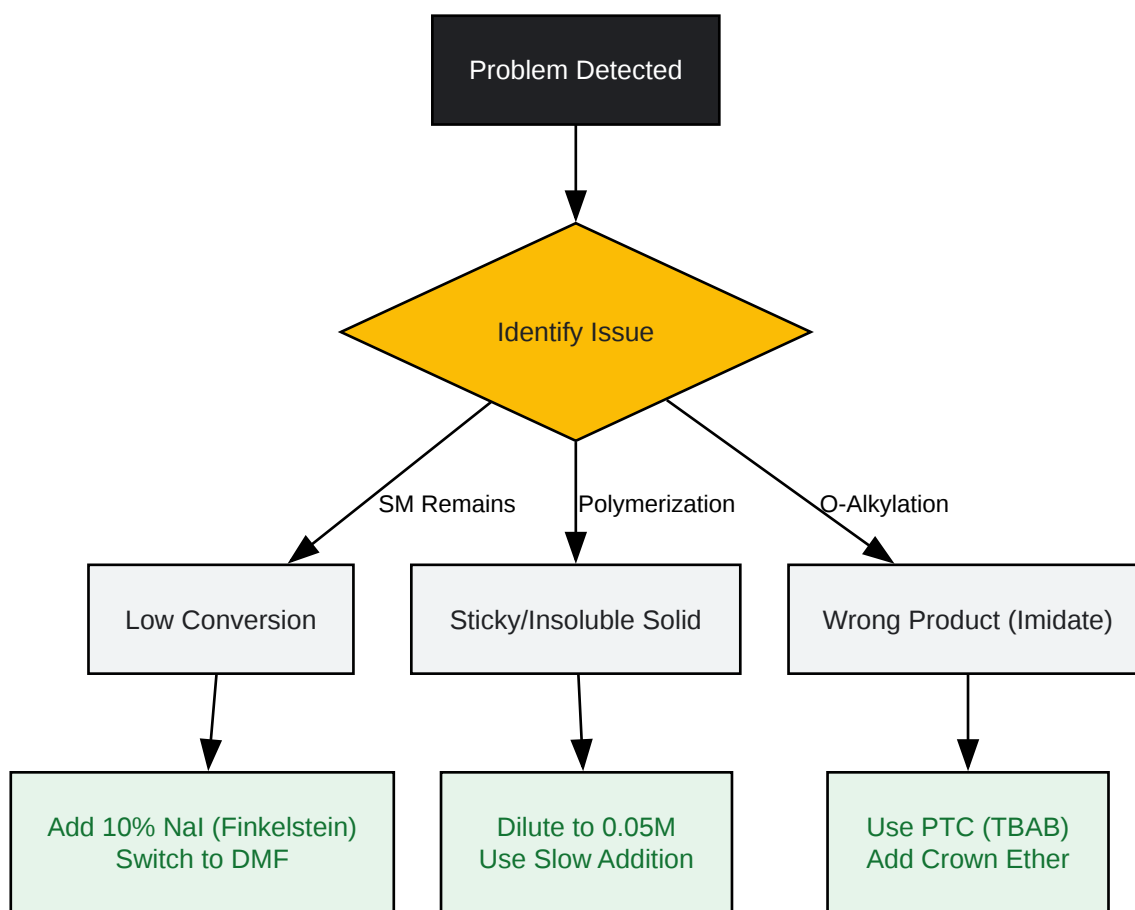 Problem Detected
Identify Issue
SM Remains
Polymerization
O-Alkylation
Low Conversion
Sticky/Insoluble Solid
Wrong Product (Imidate)
Add 10% NaI (Finkelstein)
Switch to DMF
Dilute to 0.05M
Use Slow Addition
Use PTC (TBAB)
Add Crown Ether